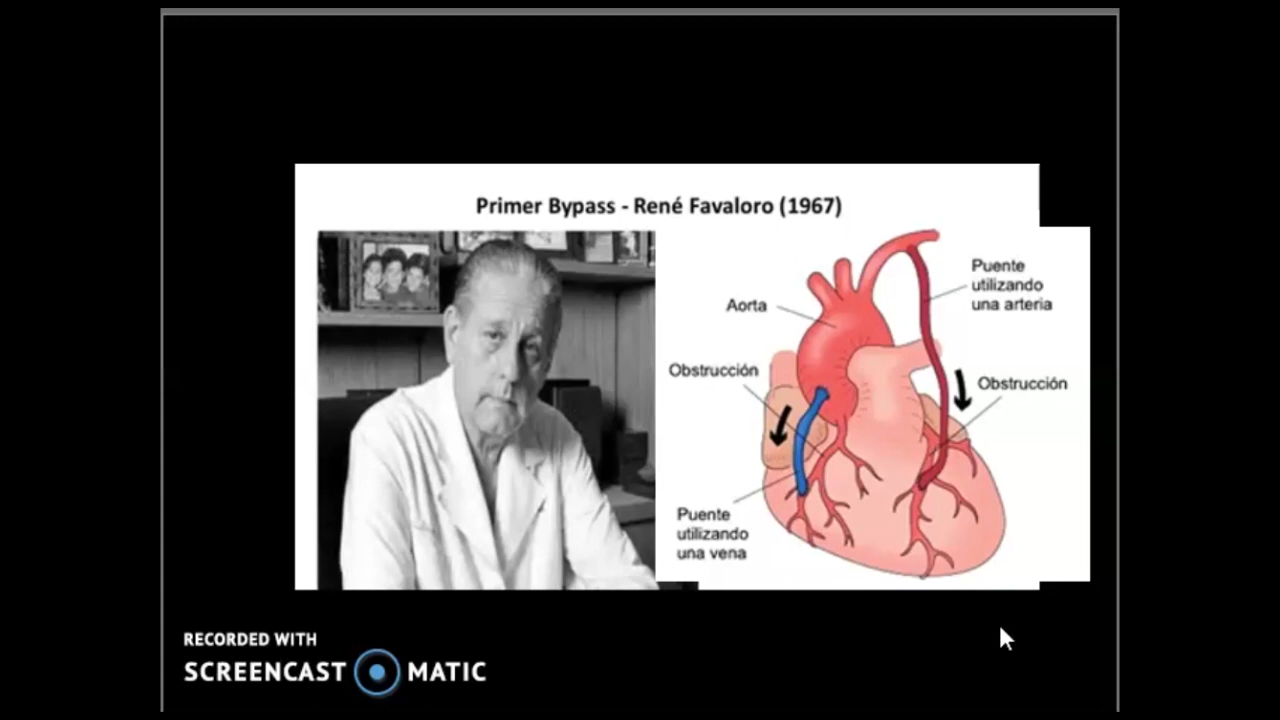 Primer Bypass - René Favaloro (1967)
Puente
utilizando
una arteria
Aorta
Obstrucción
Obstrucción
Puente
utilizando
una vena
RECORDED WITH
SCREENCAST MATIC